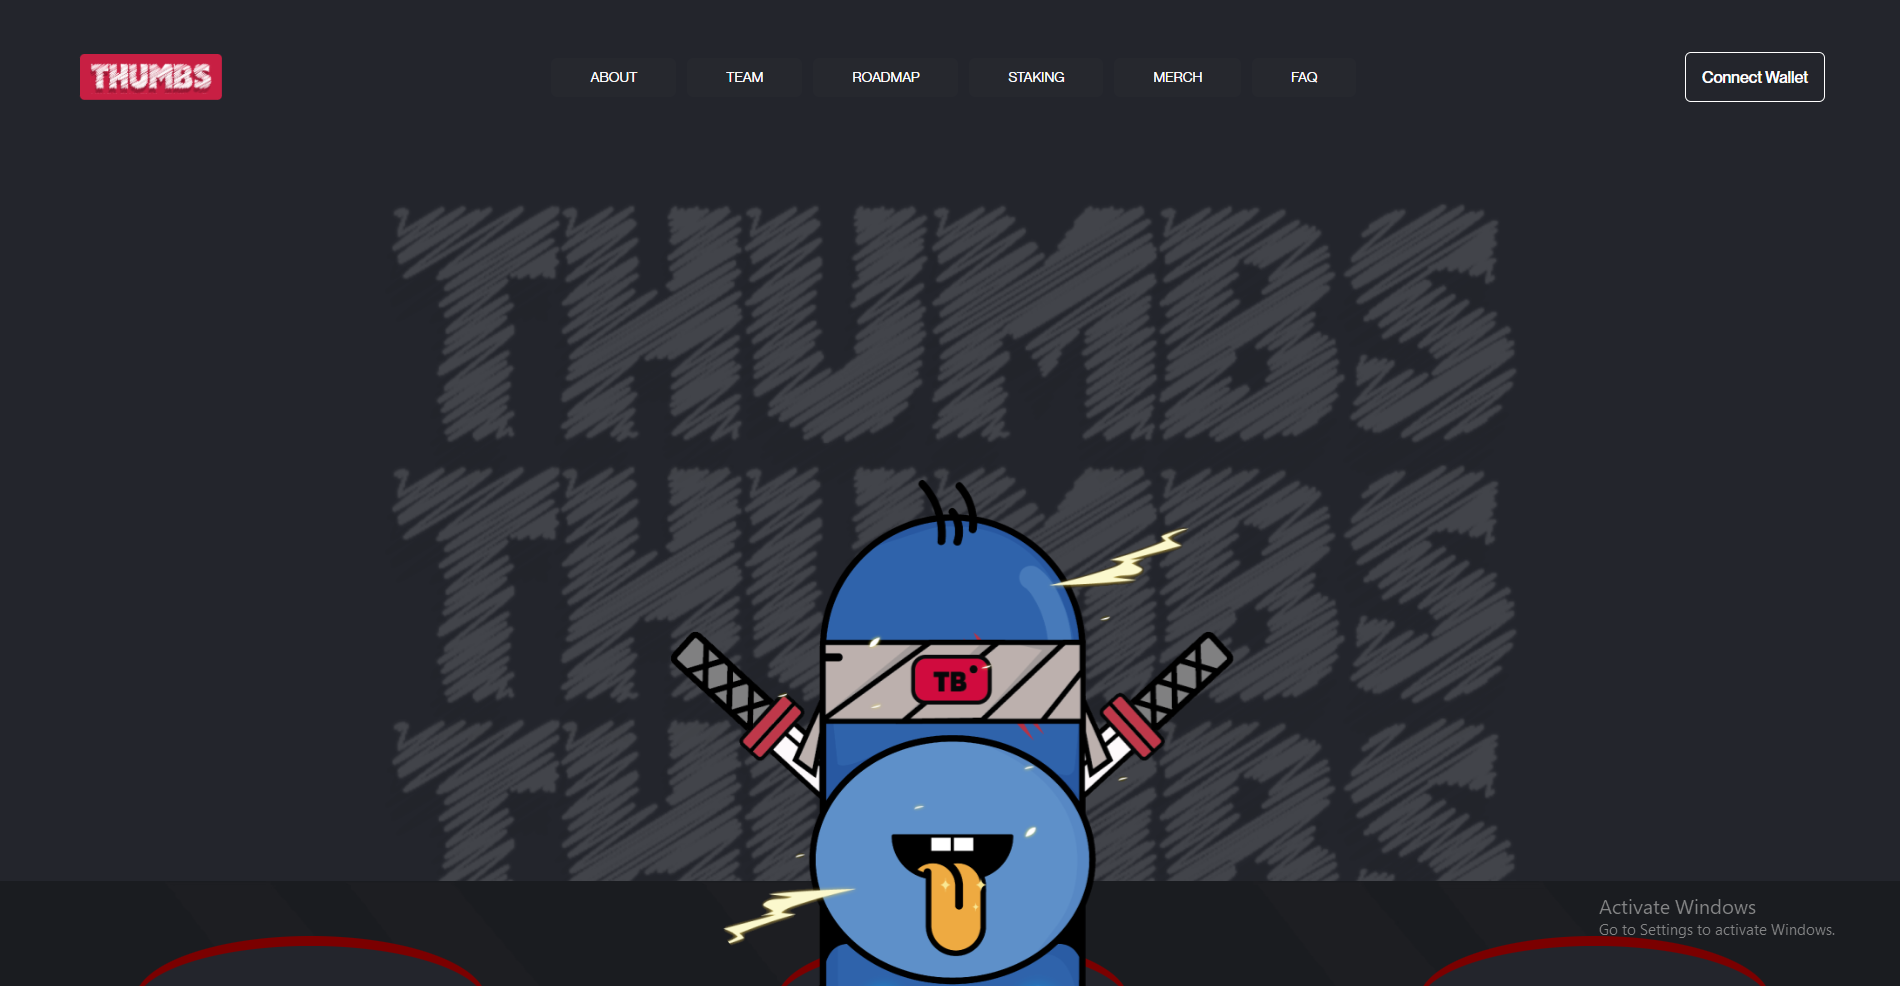 THUMBS
ABOUT TEAM ROADMAP STAKING MERCH FAQ
Connect Wallet
THUMBS
THUMBS
THUMBS
TB
Activate Windows
Go to Settings to activate Windows.